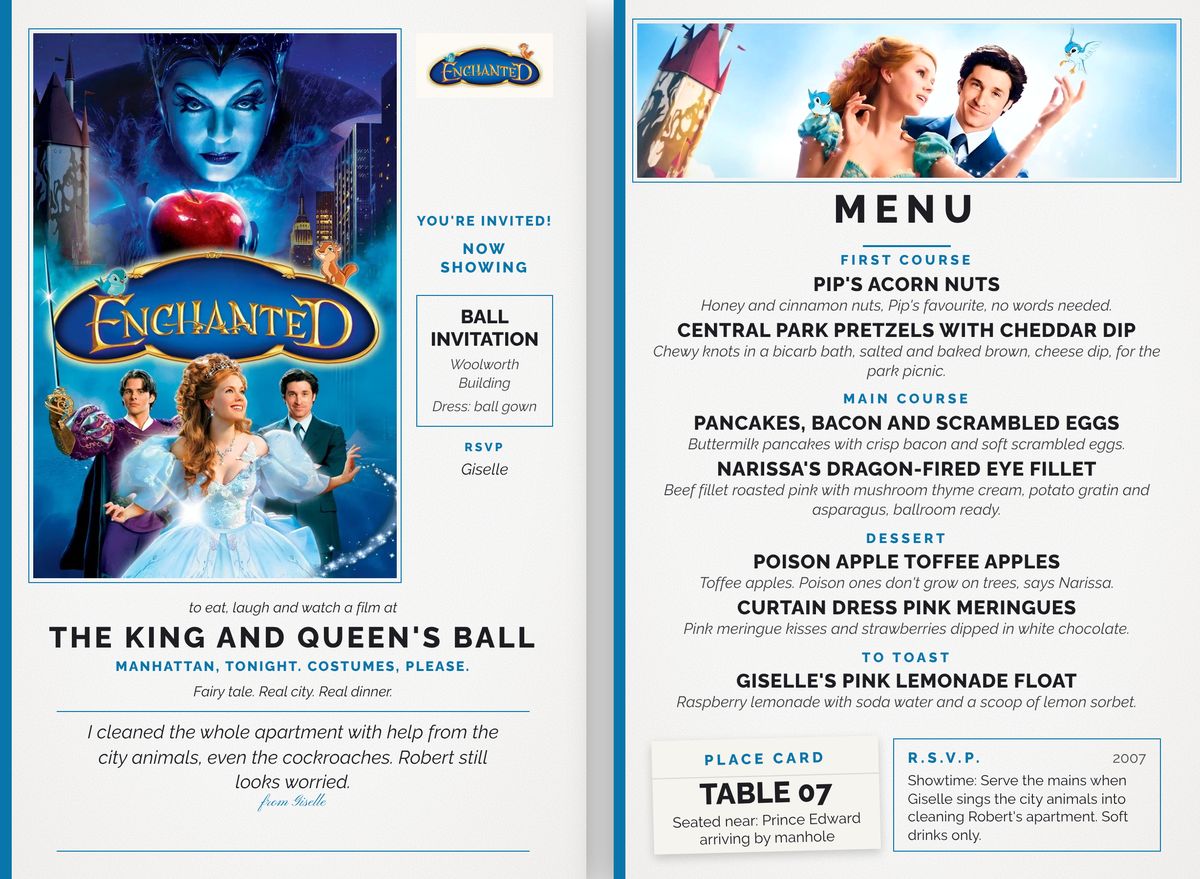 ENCHANTED
ENCHANTED
YOU'RE INVITED!
NOW
SHOWING
BALL
INVITATION
Woolworth
Building
Dress: ball gown
RSVP
Giselle
to eat, laugh and watch a film at
THE KING AND QUEEN'S BALL
MANHATTAN, TONIGHT. COSTUMES, PLEASE.
Fairy tale. Real city. Real dinner.
I cleaned the whole apartment with help from the
city animals, even the cockroaches. Robert still
looks worried.
from Giselle
MENU
FIRST COURSE
PIP'S ACORN NUTS
Honey and cinnamon nuts, Pip's favourite, no words needed.
CENTRAL PARK PRETZELS WITH CHEDDAR DIP
Chewy knots in a bicarb bath, salted and baked brown, cheese dip, for the
park picnic.
MAIN COURSE
PANCAKES, BACON AND SCRAMBLED EGGS
Buttermilk pancakes with crisp bacon and soft scrambled eggs.
NARISSA'S DRAGON-FIRED EYE FILLET
Beef fillet roasted pink with mushroom thyme cream, potato gratin and
asparagus, ballroom ready.
DESSERT
POISON APPLE TOFFEE APPLES
Toffee apples. Poison ones don't grow on trees, says Narissa.
CURTAIN DRESS PINK MERINGUES
Pink meringue kisses and strawberries dipped in white chocolate.
TO TOAST
GISELLE'S PINK LEMONADE FLOAT
Raspberry lemonade with soda water and a scoop of lemon sorbet.
PLACE CARD
TABLE 07
Seated near: Prince Edward
arriving by manhole
R.S.V.P. 2007
Showtime: Serve the mains when
Giselle sings the city animals into
cleaning Robert's apartment. Soft
drinks only.